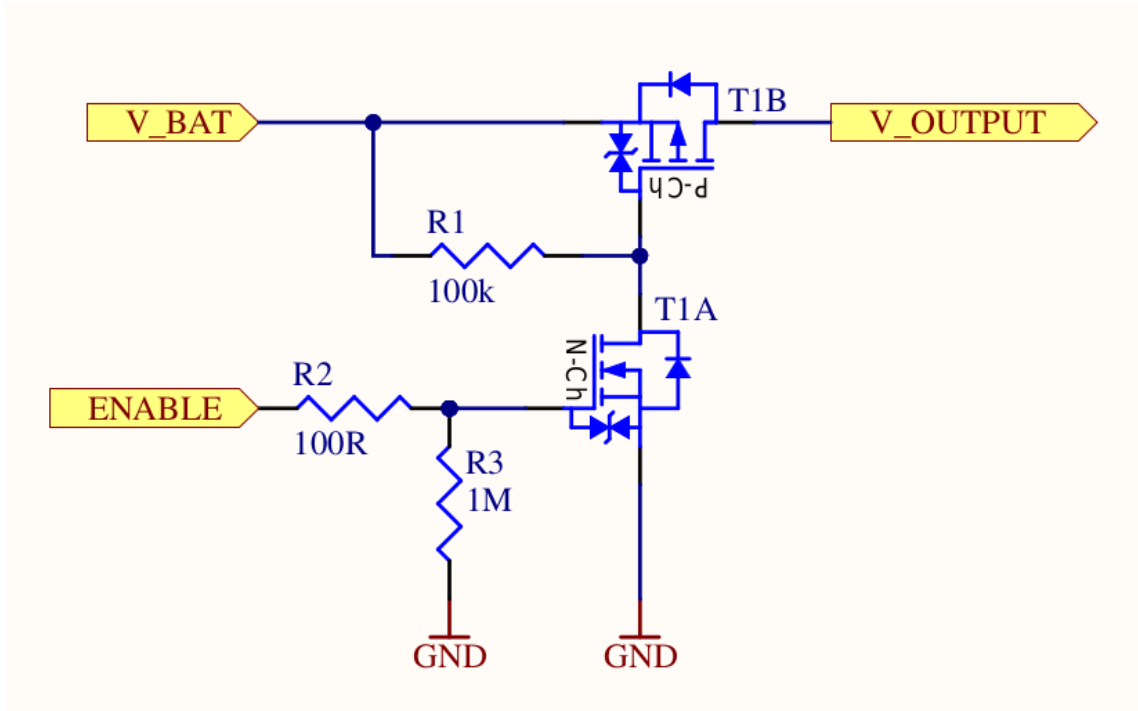 V_BAT
T1B
V_OUTPUT
P-Ch
R1
100k
T1A
N-Ch
R2
ENABLE
100R
R3
1M
GND
GND